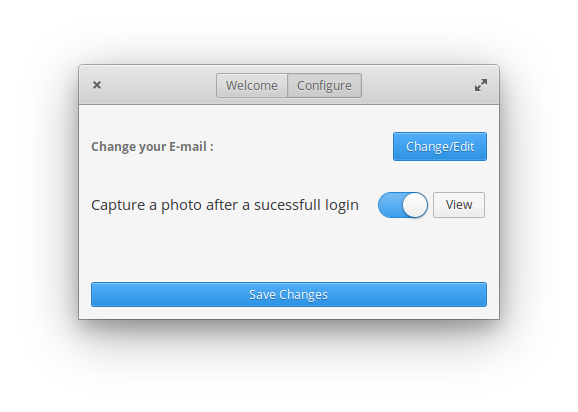 Welcome Configure
Change your E-mail : Change/Edit
Capture a photo after a sucessfull login View
Save Changes